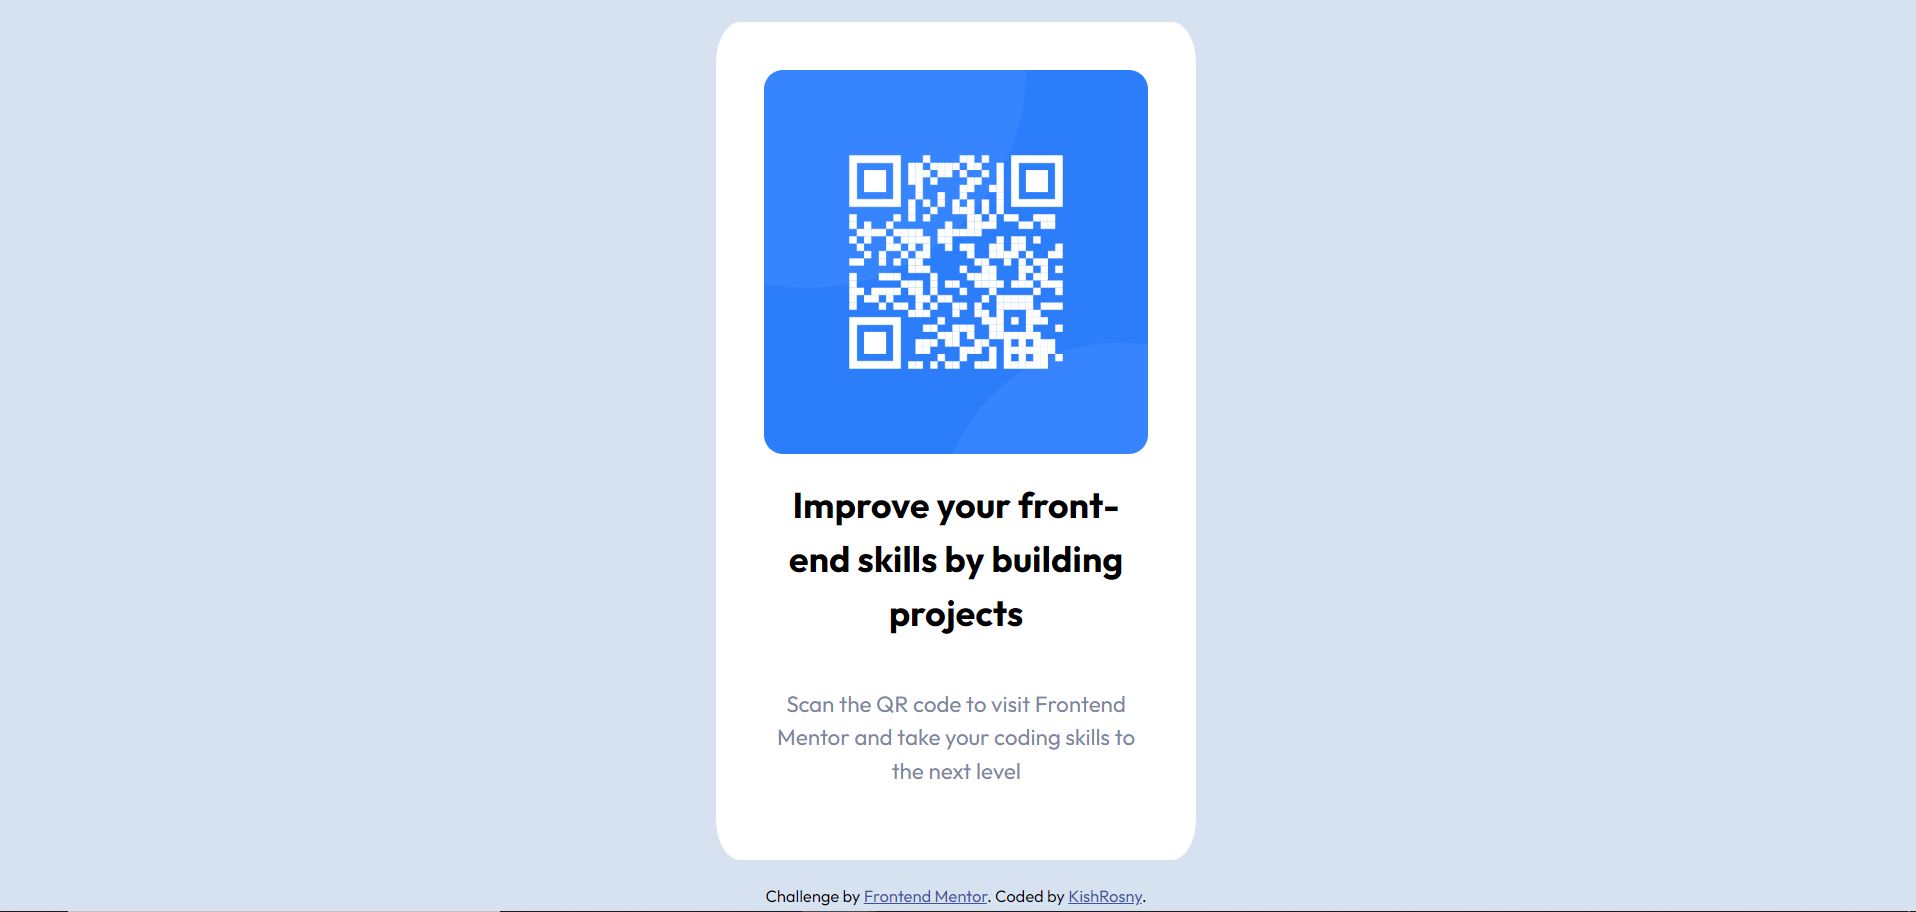 Improve your front-
end skills by building
projects
Scan the QR code to visit Frontend
Mentor and take your coding skills to
the next level
Challenge by Frontend Mentor. Coded by KishRosny.